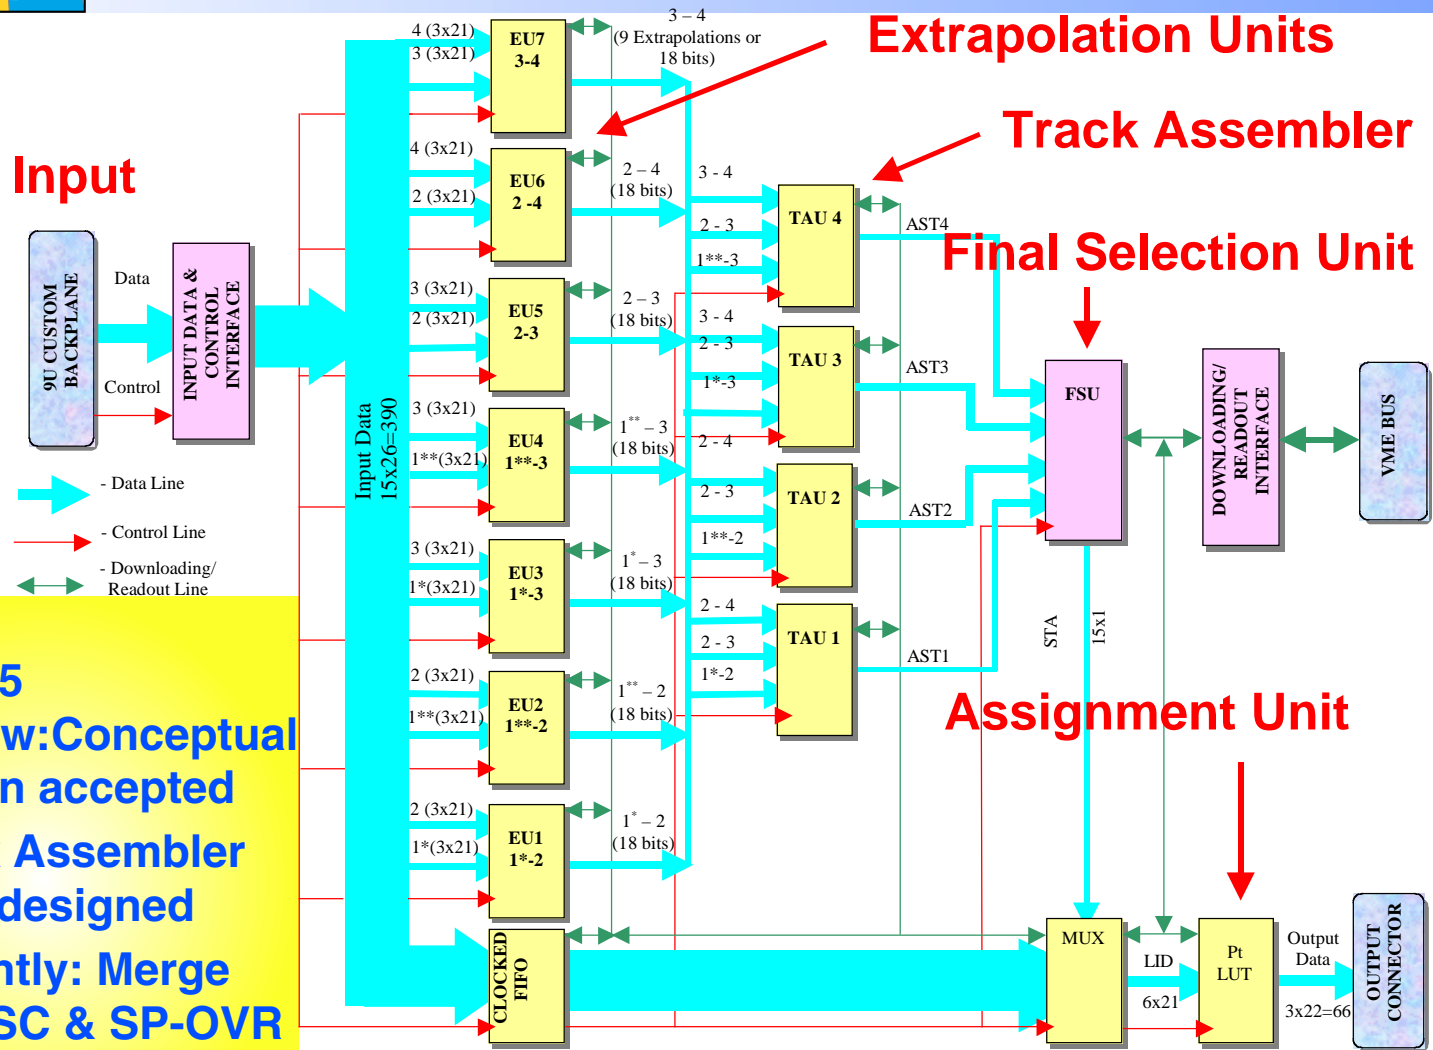 Extrapolation Units
Track Assembler
Final Selection Unit
Assignment Unit
Input
9U CUSTOM
BACKPLANE
Data
Control
INPUT DATA &
CONTROL
INTERFACE
- Data Line
- Control Line
- Downloading/
Readout Line
Input Data
15x26=390
4 (3x21)
3 (3x21)
EU7
3-4
3 – 4
(9 Extrapolations or
18 bits)
4 (3x21)
2 (3x21)
EU6
2 -4
2 – 4
(18 bits)
3 (3x21)
2 (3x21)
EU5
2-3
2 – 3
(18 bits)
3 (3x21)
1**(3x21)
EU4
1**-3
1** – 3
(18 bits)
3 (3x21)
1*(3x21)
EU3
1*-3
1* – 3
(18 bits)
2 (3x21)
1**(3x21)
EU2
1**-2
1** – 2
(18 bits)
2 (3x21)
1*(3x21)
EU1
1*-2
1* – 2
(18 bits)
CLOCKED
FIFO
3 - 4
2 - 3
1**-3
TAU 4
AST4
3 - 4
2 - 3
1*-3
2 - 4
TAU 3
AST3
2 - 3
1**-2
TAU 2
AST2
2 - 4
2 - 3
1*-2
TAU 1
AST1
FSU
DOWNLOADING/
READOUT
INTERFACE
VME BUS
STA
15x1
MUX
LID
6x21
Pt
LUT
Output
Data
3x22=66
OUTPUT
CONNECTOR
5
w:Conceptual
n accepted
Assembler
designed
ntly: Merge
SC & SP-OVR